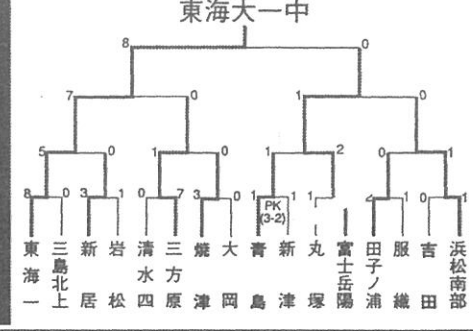 東海大一中
8 0
7 0 1 0
5 0 1 0 1 2 0 1
8 0 3 1 0 7 3 0 1 PK (3-2) 1 1 2 1 0 1
東海一
三島北上
新居
岩松
清水四
三方原
焼津
大岡
青島
新津
丸塚
富士岳陽
田子ノ浦
服織
吉田
浜松南部